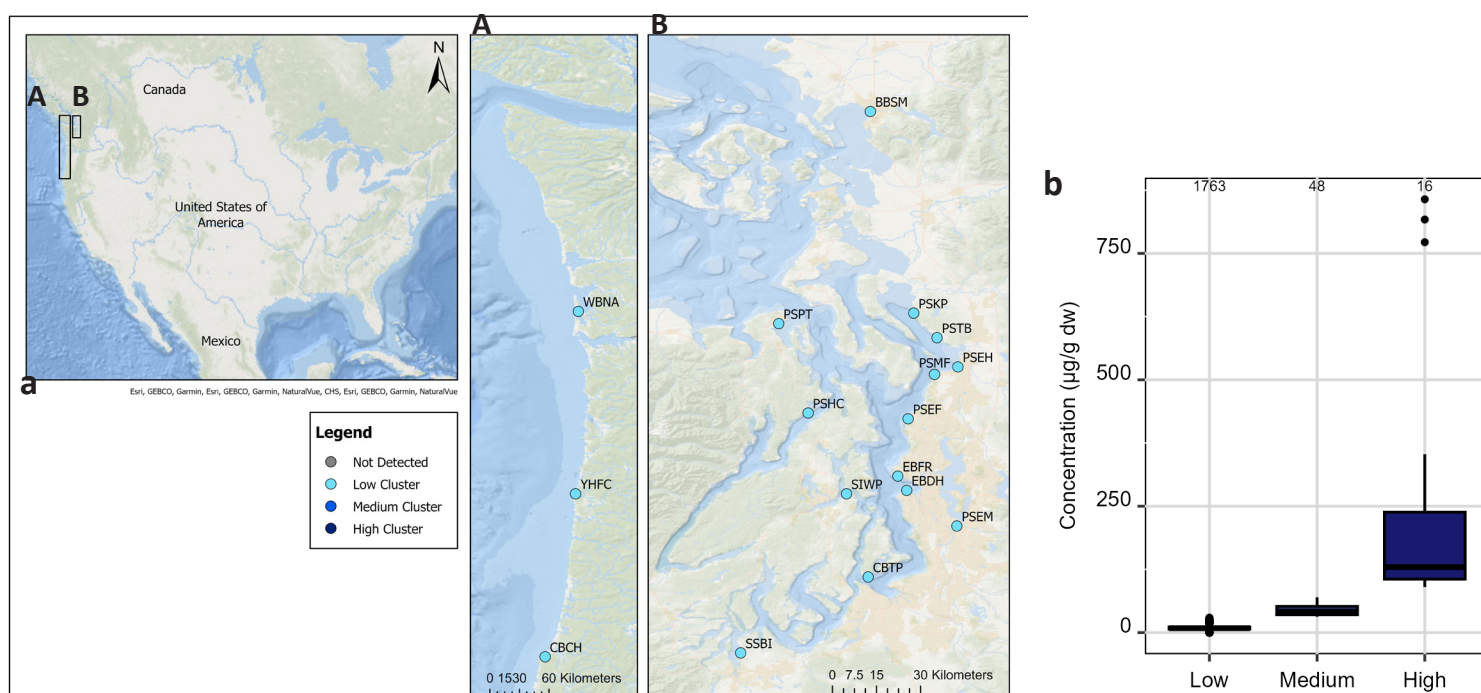 A
B
N
Canada
A
B
United States of
America
Mexico
a
Esri, GEBCO, Garmin, Esri, GEBCO, Garmin, NaturalVue, CHS, Esri, GEBCO, Garmin, NaturalVue
Legend
Not Detected
Low Cluster
Medium Cluster
High Cluster
WBNA
YHFC
CBCH
0 1530 60 Kilometers
BBSM
PSKP
PSPT
PSTB
PSMF
PSEH
PSHC
PSEF
EBFR
SIWP
EBDH
PSEM
CBTP
SSBI
0 7.5 15 30 Kilometers
b
1763 48 16
Concentration (µg/g dw)
750
500
250
0
Low Medium High